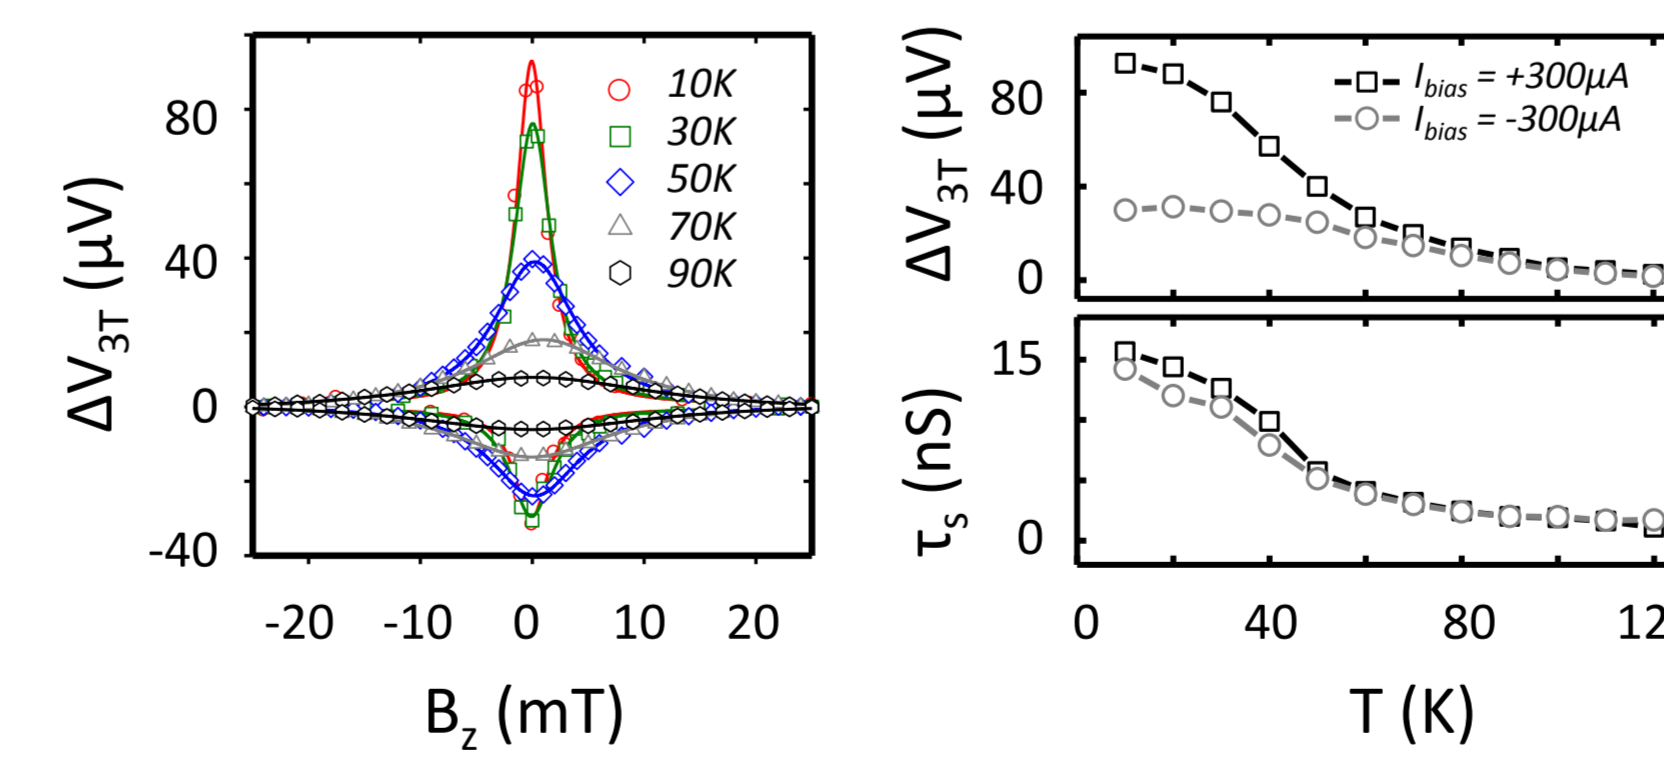 ΔV3T (μV)
80
40
0
-40
10K
30K
50K
70K
90K
-20 -10 0 10 20
Bz (mT)
ΔV3T (μV)
80
40
0
Ibias = +300μA
Ibias = -300μA
τs (nS)
15
0
0 40 80 12
T (K)